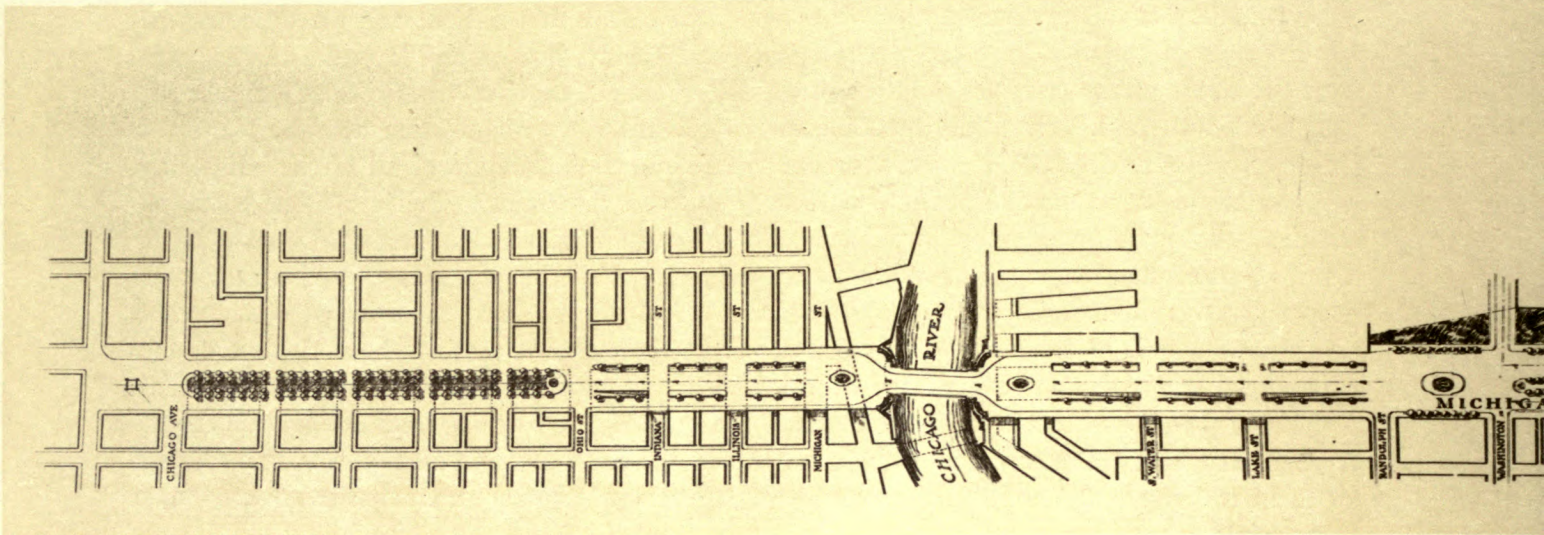 CHICAGO AVE
OHIO ST
INDIANA
ST
ILLINOIS
ST
MICHIGAN
ST
CHICAGO
RIVER
S. WATER ST
LAKE ST
RANDOLPH ST
WASHINGTON
MICHIGA